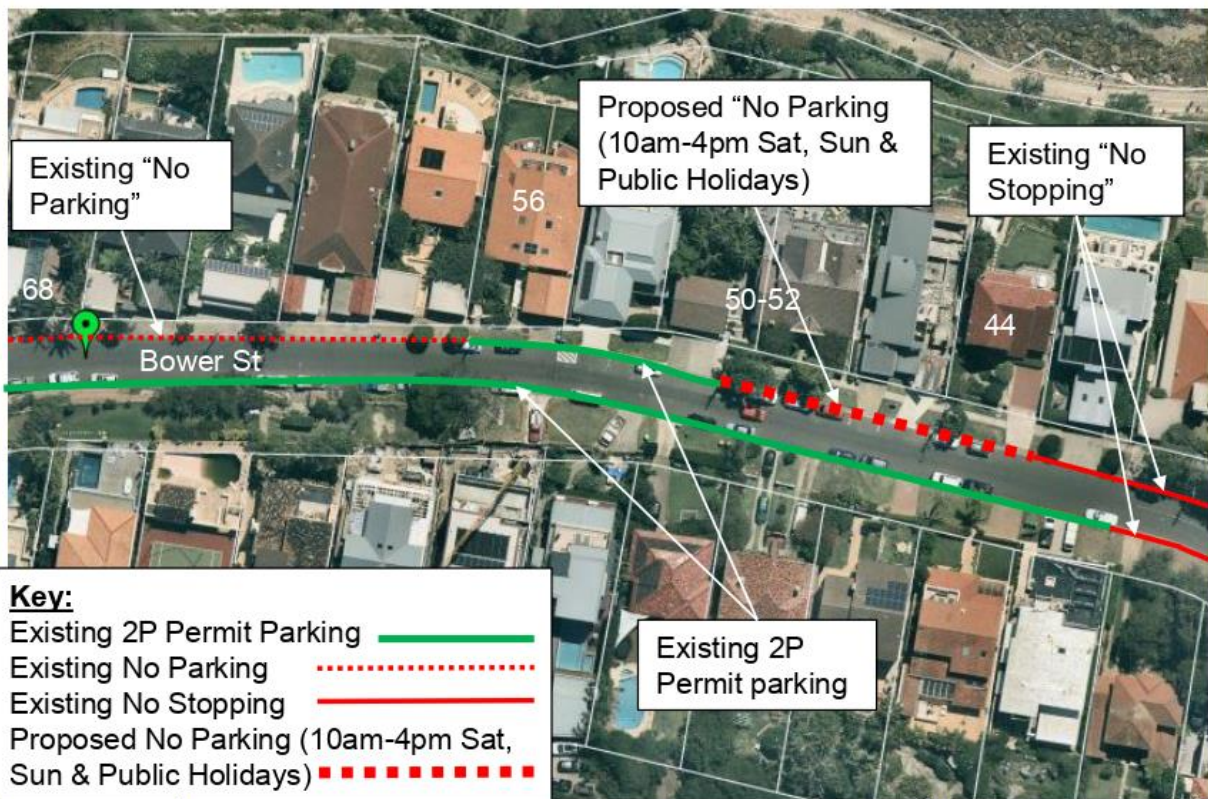 Existing “No
Parking”
Proposed “No Parking
(10am-4pm Sat, Sun &
Public Holidays)
Existing “No
Stopping”
56
68
50-52
44
Bower St
Existing 2P
Permit parking
Key:
Existing 2P Permit Parking
Existing No Parking
Existing No Stopping
Proposed No Parking (10am-4pm Sat,
Sun & Public Holidays)